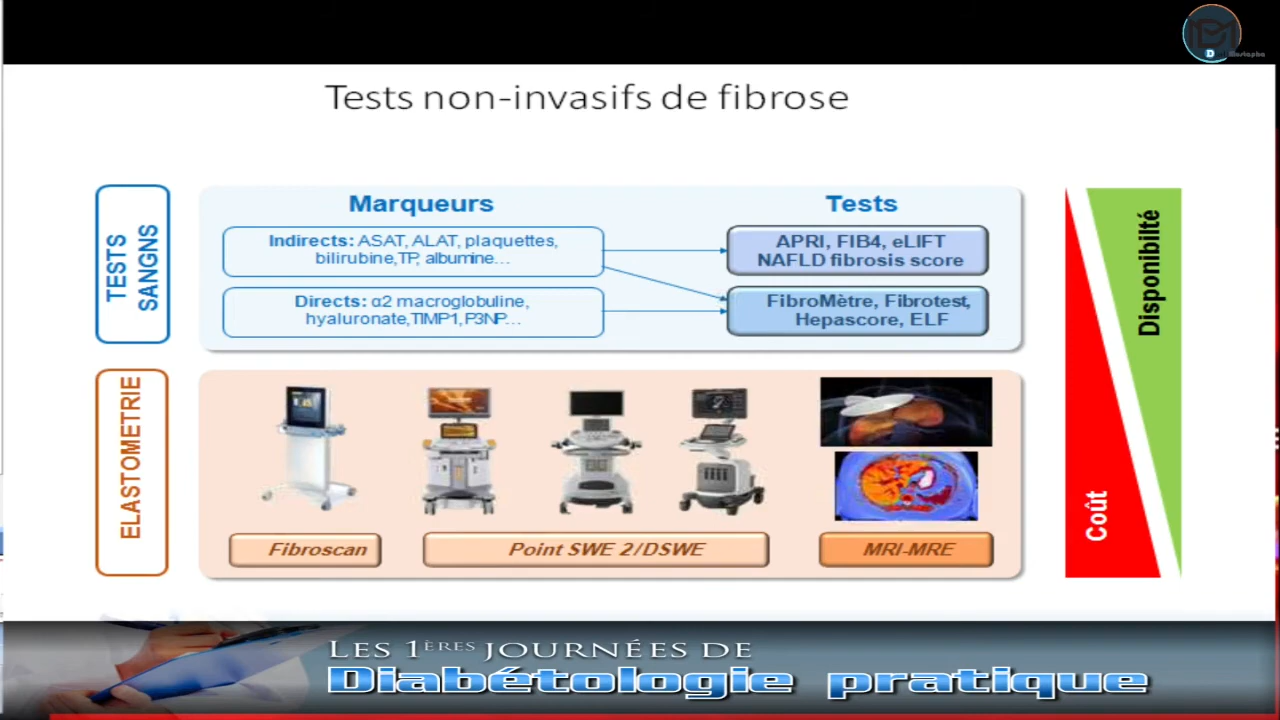 Tests non-invasifs de fibrose
TESTS
SANGNS
Marqueurs
Tests
Indirects: ASAT, ALAT, plaquettes,
bilirubine,TP, albumine...
APRI, FIB4, eLIFT
NAFLD fibrosis score
Directs: α2 macroglobuline,
hyaluronate,TIMP1,P3NP...
FibroMètre, Fibrotest,
Hepascore, ELF
ELASTOMETRIE
Fibroscan
Point SWE 2/DSWE
MRI-MRE
Coût
Disponibilté
LES 1ÈRES JOURNÉES DE
Diabétologie pratique